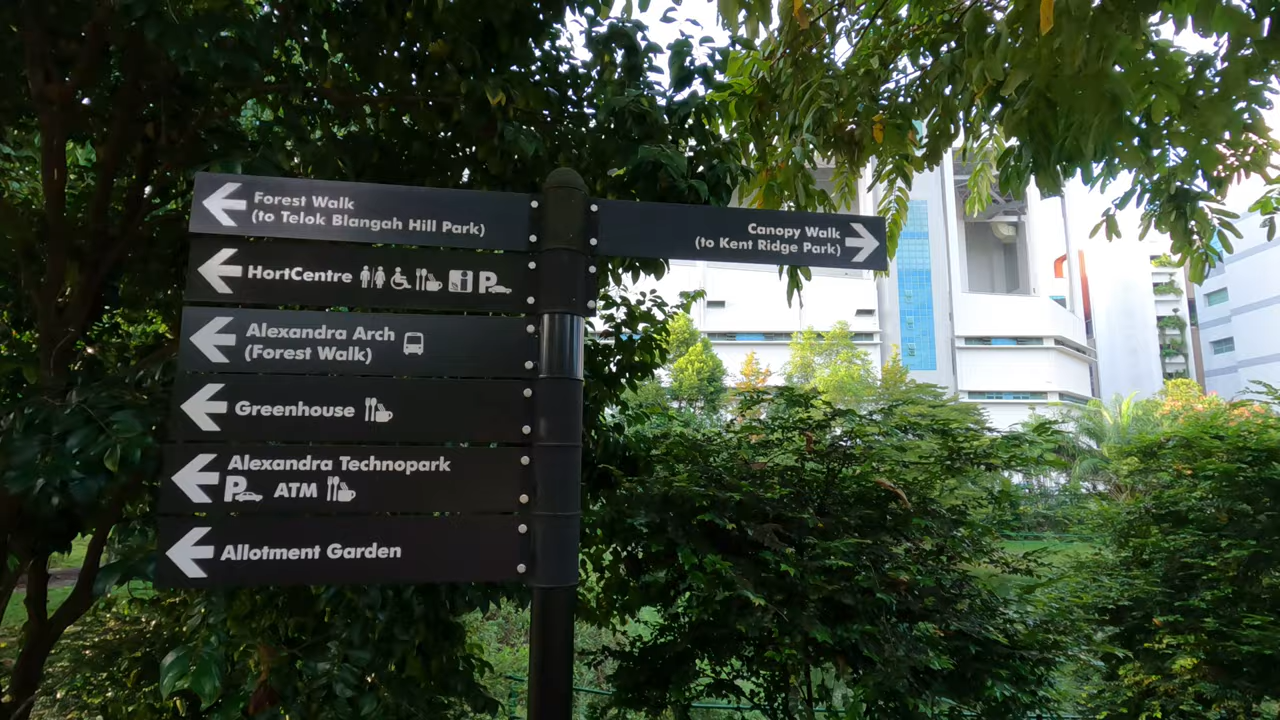 Forest Walk
(to Telok Blangah Hill Park)
HortCentre
P
Alexandra Arch
(Forest Walk)
Greenhouse
Alexandra Technopark
P ATM
Allotment Garden
Canopy Walk
(to Kent Ridge Park)